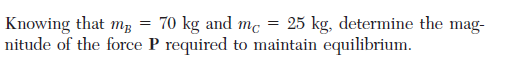 Knowing that m_B = 70 kg and m_C = 25 kg, determine the mag-
nitude of the force P required to maintain equilibrium.